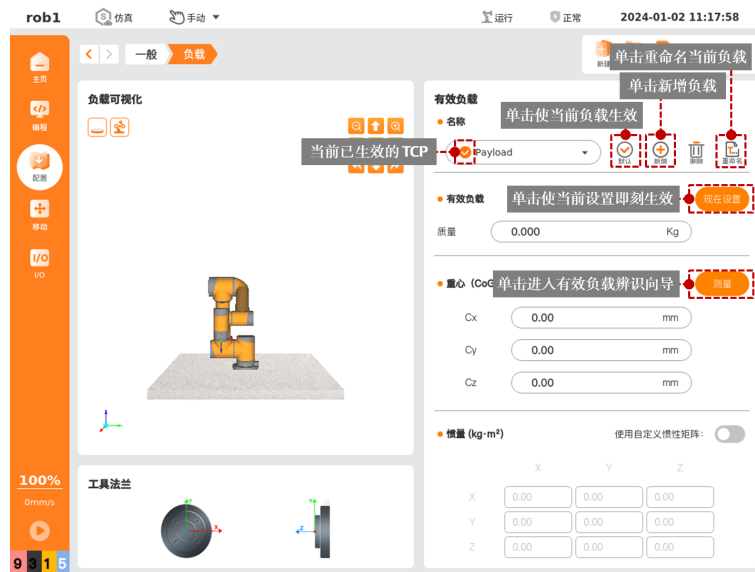 rob1
仿真
手动
运行
正常
2024-01-02 11:17:58
一般
负载
新建
单击重命名当前负载
单击新增负载
主页
编程
配置
移动
I/O
I/O
负载可视化
有效负载
名称
单击使当前负载生效
当前已生效的 TCP
Payload
默认
新增
删除
重命名
有效负载
单击使当前设置即刻生效
现在设置
质量
0.000
Kg
重心（CoG
单击进入有效负载辨识向导
测量
Cx
0.00
mm
Cy
0.00
mm
Cz
0.00
mm
惯量 (kg·m²)
使用自定义惯性矩阵：
X Y Z
X 0.00 0.00 0.00
Y 0.00 0.00 0.00
Z 0.00 0.00 0.00
工具法兰
Y
X
Y
Z
100%
0mm/s
9 3 1 5